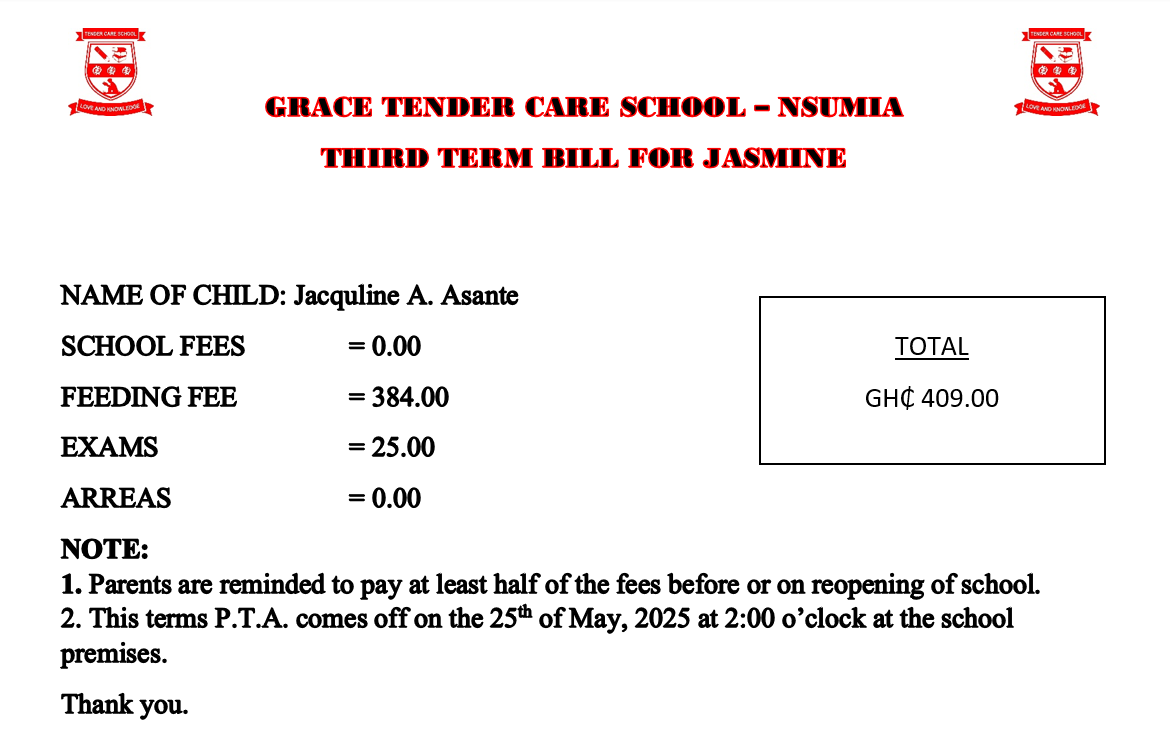 TENDER CARE SCHOOL
LOVE AND KNOWLEDGE
TENDER CARE SCHOOL
LOVE AND KNOWLEDGE
GRACE TENDER CARE SCHOOL – NSUMIA
THIRD TERM BILL FOR JASMINE
NAME OF CHILD: Jacquline A. Asante
SCHOOL FEES = 0.00
FEEDING FEE = 384.00
EXAMS = 25.00
ARREAS = 0.00
TOTAL
GH₵ 409.00
NOTE:
1. Parents are reminded to pay at least half of the fees before or on reopening of school.
2. This terms P.T.A. comes off on the 25th of May, 2025 at 2:00 o’clock at the school
premises.
Thank you.